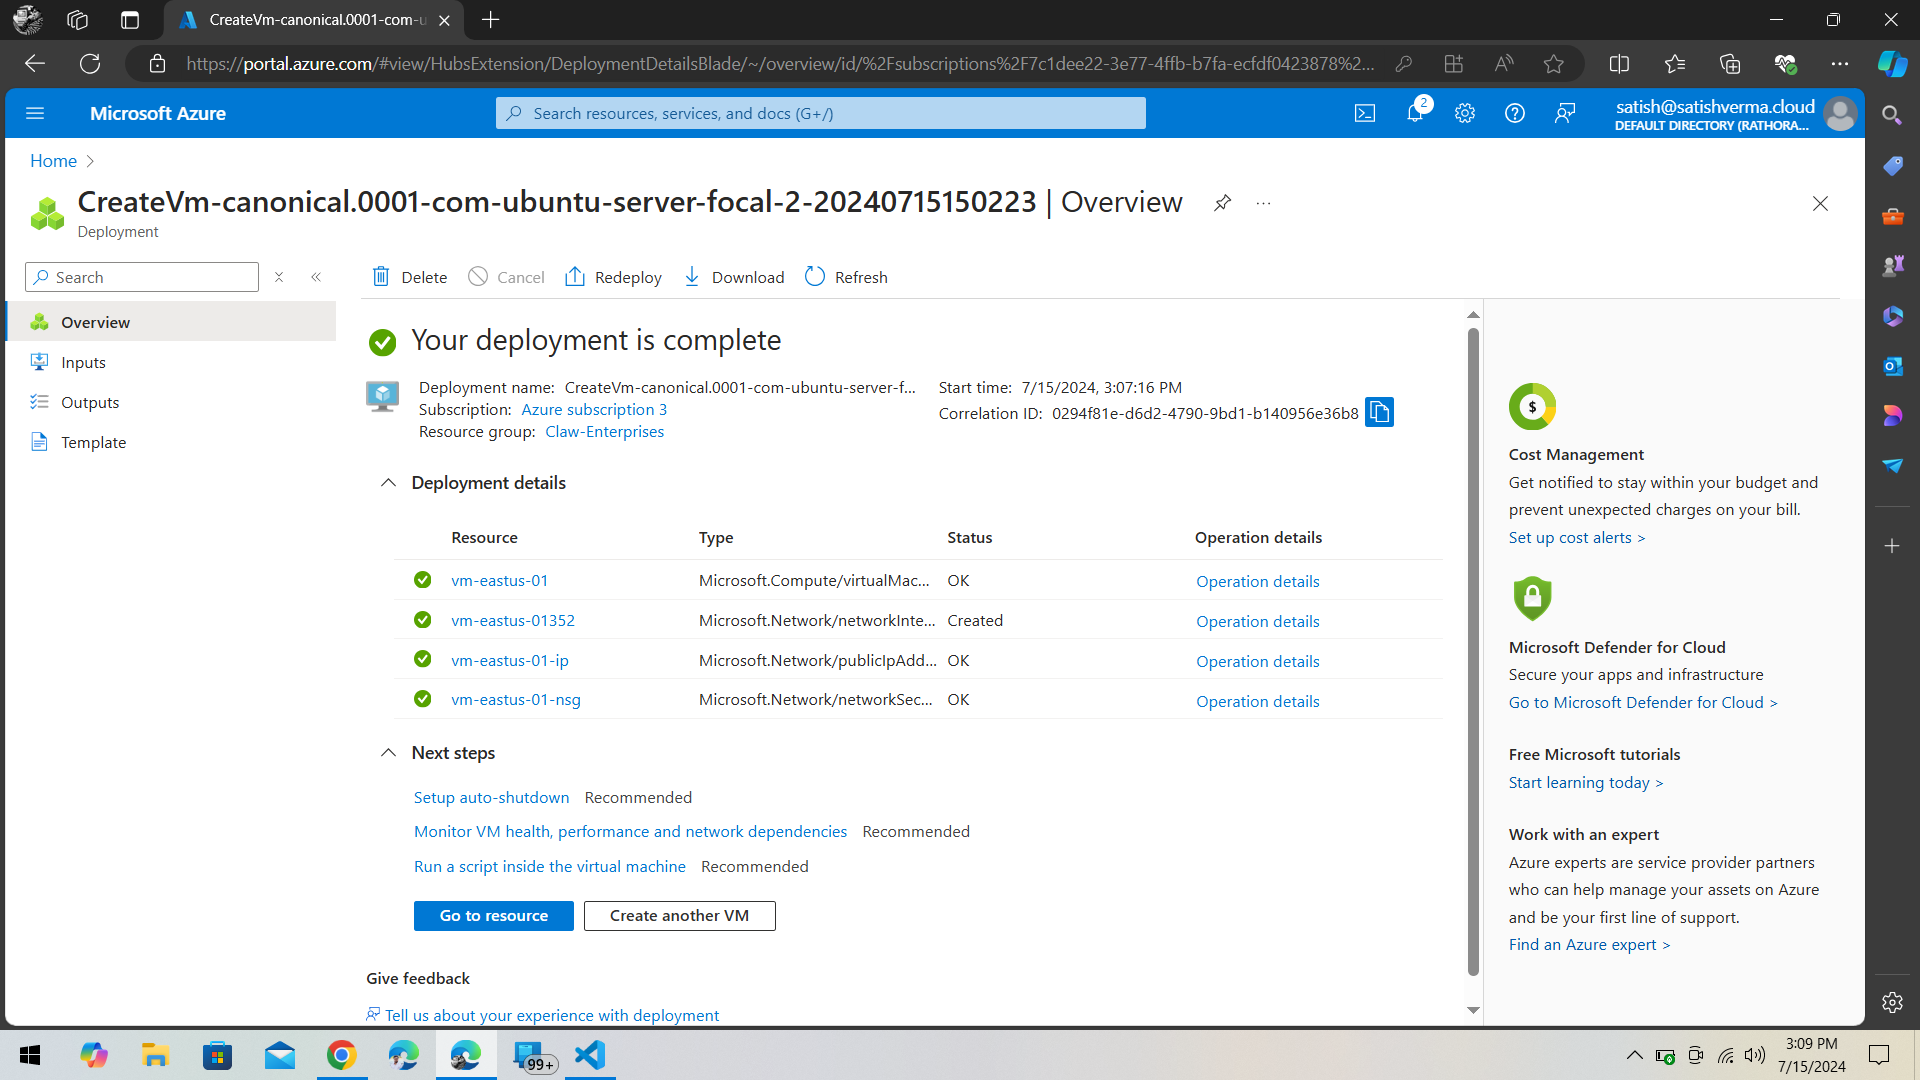 CreateVm-canonical.0001-com-u
https://portal.azure.com/#view/HubsExtension/DeploymentDetailsBlade/~/overview/id/%2Fsubscriptions%2F7c1dee22-3e77-4ffb-b7fa-ecfdf0423878%2...
Microsoft Azure
Search resources, services, and docs (G+/)
2
satish@satishverma.cloud
DEFAULT DIRECTORY (RATHORA...
Home
CreateVm-canonical.0001-com-ubuntu-server-focal-2-20240715150223 | Overview
Deployment
Search
Overview
Inputs
Outputs
Template
Delete
Cancel
Redeploy
Download
Refresh
Your deployment is complete
Deployment name: CreateVm-canonical.0001-com-ubuntu-server-f...
Subscription: Azure subscription 3
Resource group: Claw-Enterprises
Start time: 7/15/2024, 3:07:16 PM
Correlation ID: 0294f81e-d6d2-4790-9bd1-b140956e36b8
Deployment details
Resource Type Status Operation details
vm-eastus-01 Microsoft.Compute/virtualMac... OK Operation details
vm-eastus-01352 Microsoft.Network/networkInte... Created Operation details
vm-eastus-01-ip Microsoft.Network/publicIpAdd... OK Operation details
vm-eastus-01-nsg Microsoft.Network/networkSec... OK Operation details
Next steps
Setup auto-shutdown Recommended
Monitor VM health, performance and network dependencies Recommended
Run a script inside the virtual machine Recommended
Go to resource
Create another VM
Give feedback
Tell us about your experience with deployment
$
Cost Management
Get notified to stay within your budget and
prevent unexpected charges on your bill.
Set up cost alerts >
Microsoft Defender for Cloud
Secure your apps and infrastructure
Go to Microsoft Defender for Cloud >
Free Microsoft tutorials
Start learning today >
Work with an expert
Azure experts are service provider partners
who can help manage your assets on Azure
and be your first line of support.
Find an Azure expert >
99+
3:09 PM
7/15/2024